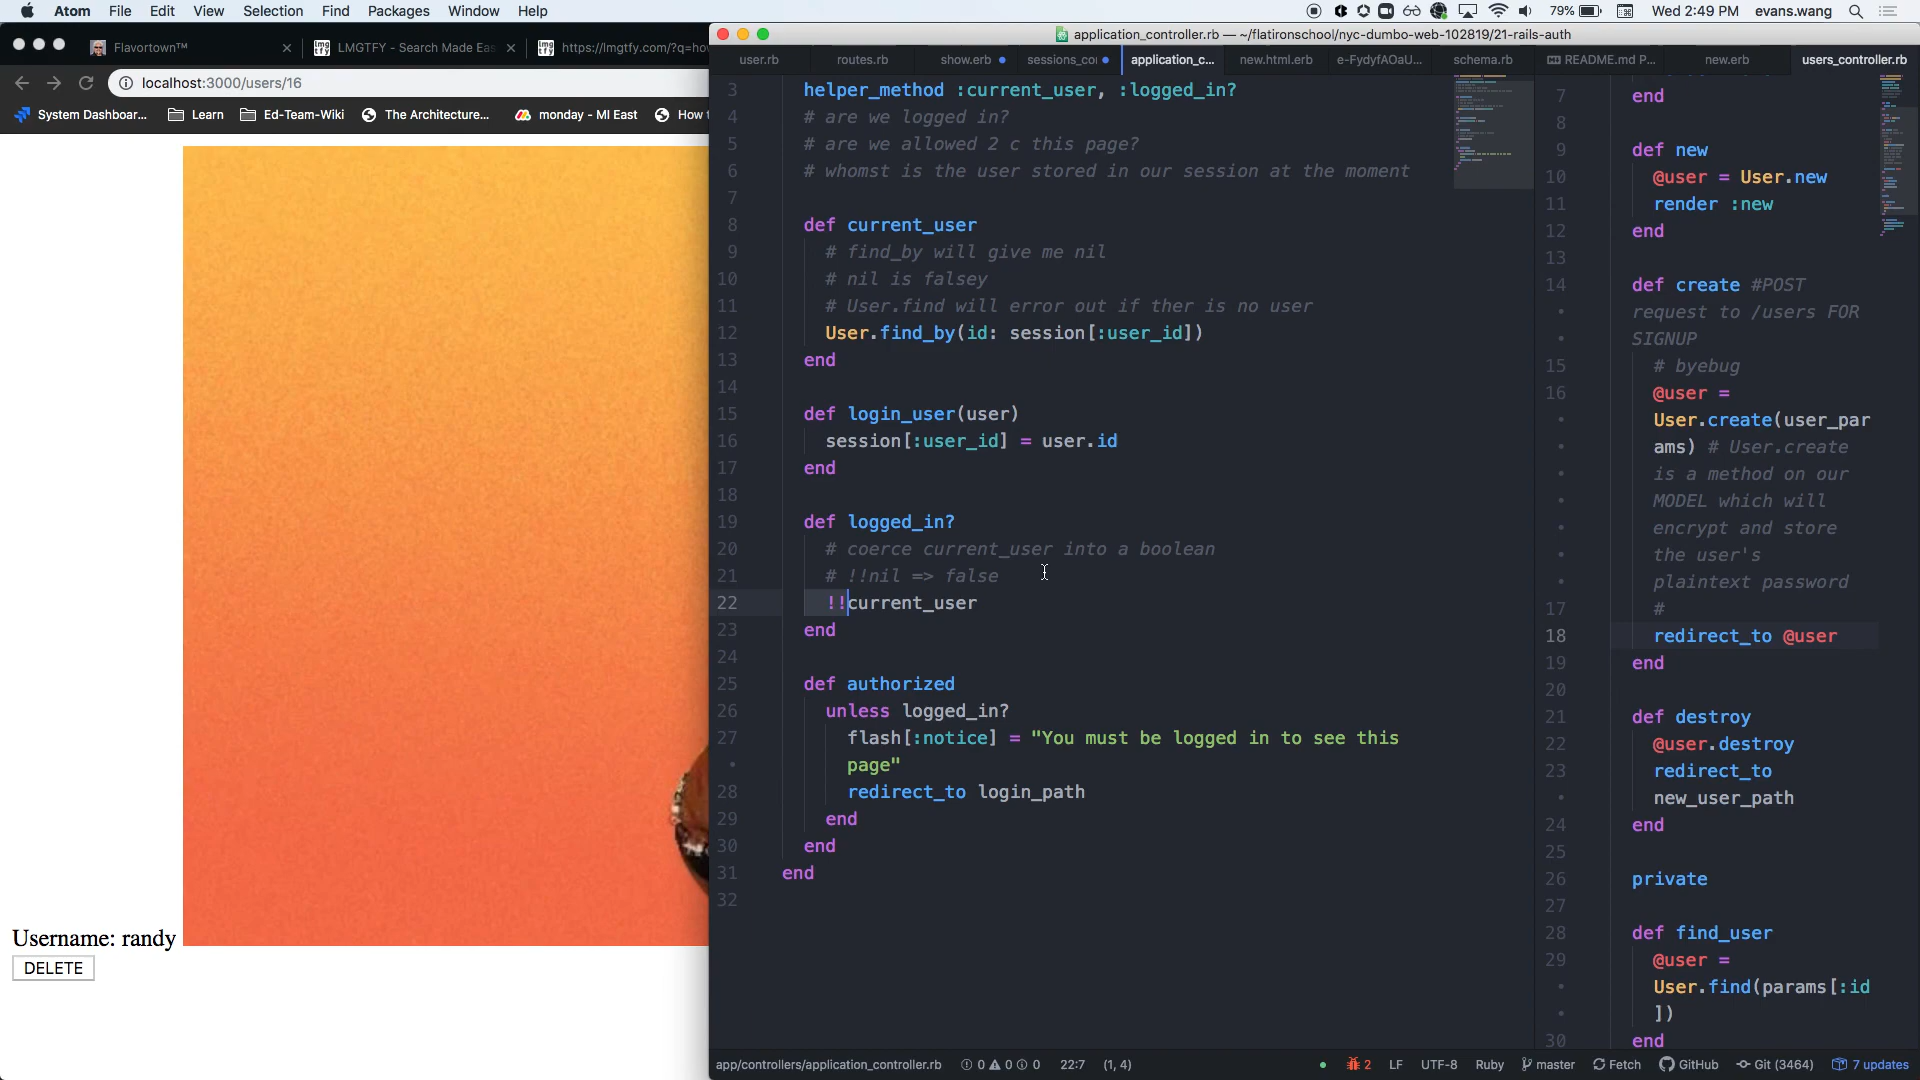 Atom File Edit View Selection Find Packages Window Help 79% Wed 2:49 PM evans.wang
Flavortown™
LMGTFY - Search Made Eas
https://lmgtfy.com/?q=how
localhost:3000/users/16
System Dashboar... Learn Ed-Team-Wiki The Architecture... monday - MI East How t
Username: randy
DELETE
application_controller.rb — ~/flatironschool/nyc-dumbo-web-102819/21-rails-auth
user.rb routes.rb show.erb sessions_co application_c... new.html.erb e-FydyfAOaU... schema.rb README.md P... new.erb users_controller.rb
3 helper_method :current_user, :logged_in?
4 # are we logged in?
5 # are we allowed 2 c this page?
6 # whomst is the user stored in our session at the moment
7
8 def current_user
9 # find_by will give me nil
10 # nil is falsey
11 # User.find will error out if ther is no user
12 User.find_by(id: session[:user_id])
13 end
14
15 def login_user(user)
16 session[:user_id] = user.id
17 end
18
19 def logged_in?
20 # coerce current_user into a boolean
21 # !!nil => false
22 !!current_user
23 end
24
25 def authorized
26 unless logged_in?
27 flash[:notice] = "You must be logged in to see this
page"
28 redirect_to login_path
29 end
30 end
31 end
32
7 end
8
9 def new
10 @user = User.new
11 render :new
12 end
13
14 def create #POST
request to /users FOR
SIGNUP
15 # byebug
16 @user =
User.create(user_par
ams) # User.create
is a method on our
MODEL which will
encrypt and store
the user's
plaintext password
17 #
18 redirect_to @user
19 end
20
21 def destroy
22 @user.destroy
23 redirect_to
new_user_path
24 end
25
26 private
27
28 def find_user
29 @user =
User.find(params[:id
])
30 end
app/controllers/application_controller.rb 0 0 0 22:7 (1, 4) 2 LF UTF-8 Ruby master Fetch GitHub Git (3464) 7 updates